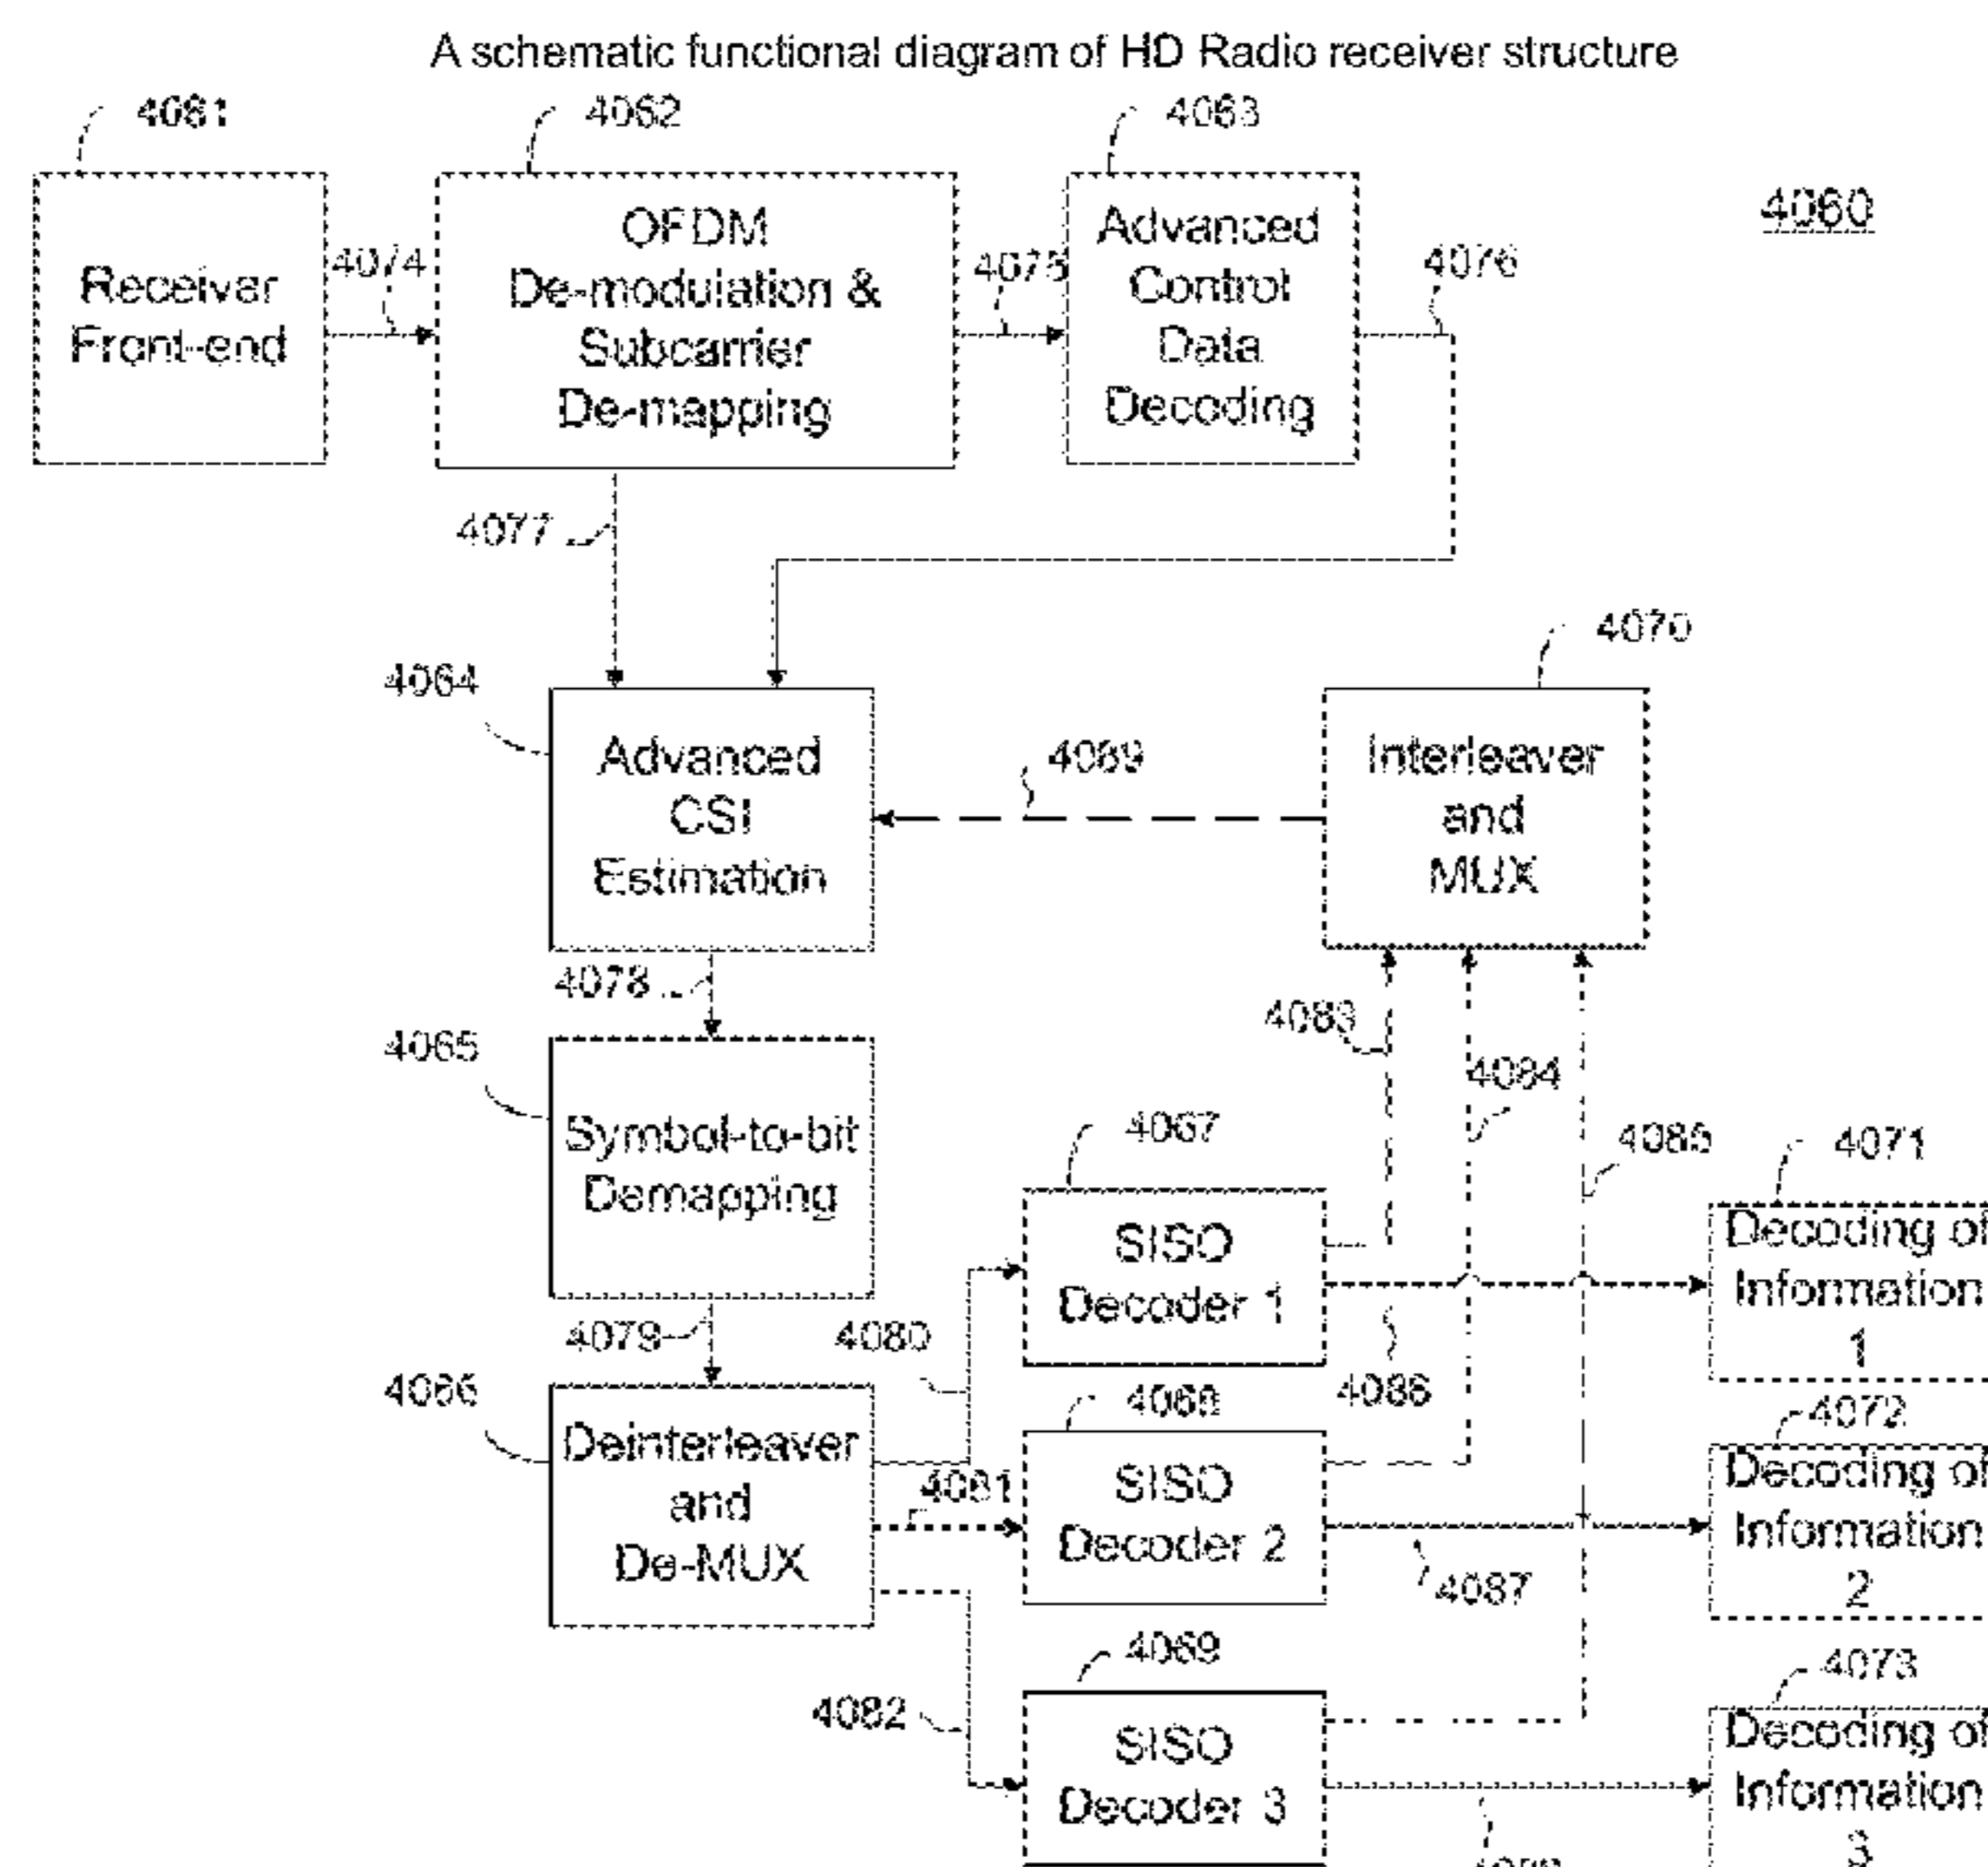 A schematic functional diagram of HD Radio receiver structure
4061
4062
4063
4060
Receiver
Front-end
4074
OFDM
De-modulation &
Subcarrier
De-mapping
4075
Advanced
Control
Data
Decoding
4076
4077
4070
4064
Advanced
CSI
Estimation
4089
Interleaver
and
MUX
4078
4083
4065
4084
Symbol-to-bit
Demapping
4067
4085
4071
SISO
Decoder 1
Decoding of
Information
1
4079
4080
4086
4066
4068
4072
Deinterleaver
and
De-MUX
4081
SISO
Decoder 2
Decoding of
Information
2
4087
4069
4073
4082
SISO
Decoder 3
Decoding of
Information
3